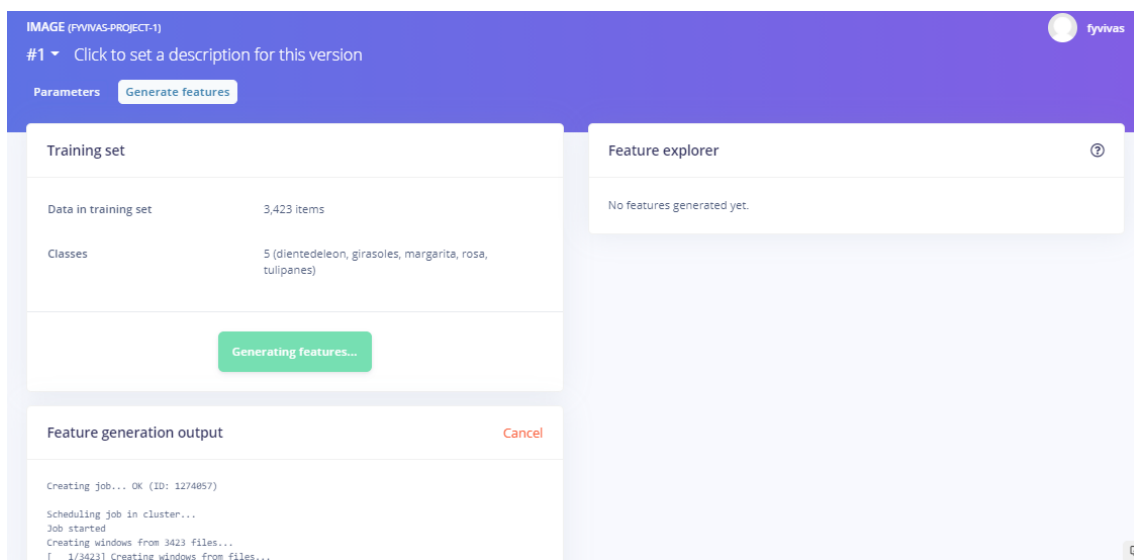 IMAGE (FYVIVAS-PROJECT-1)
fyvivas
#1 Click to set a description for this version
Parameters
Generate features
Training set
Data in training set
3,423 items
Classes
5 (dientedeleon, girasoles, margarita, rosa,
tulipanes)
Generating features...
Feature explorer
No features generated yet.
Feature generation output
Cancel
Creating job... OK (ID: 1274057)
Scheduling job in cluster...
Job started
Creating windows from 3423 files...
[ 1/3423] Creating windows from files...